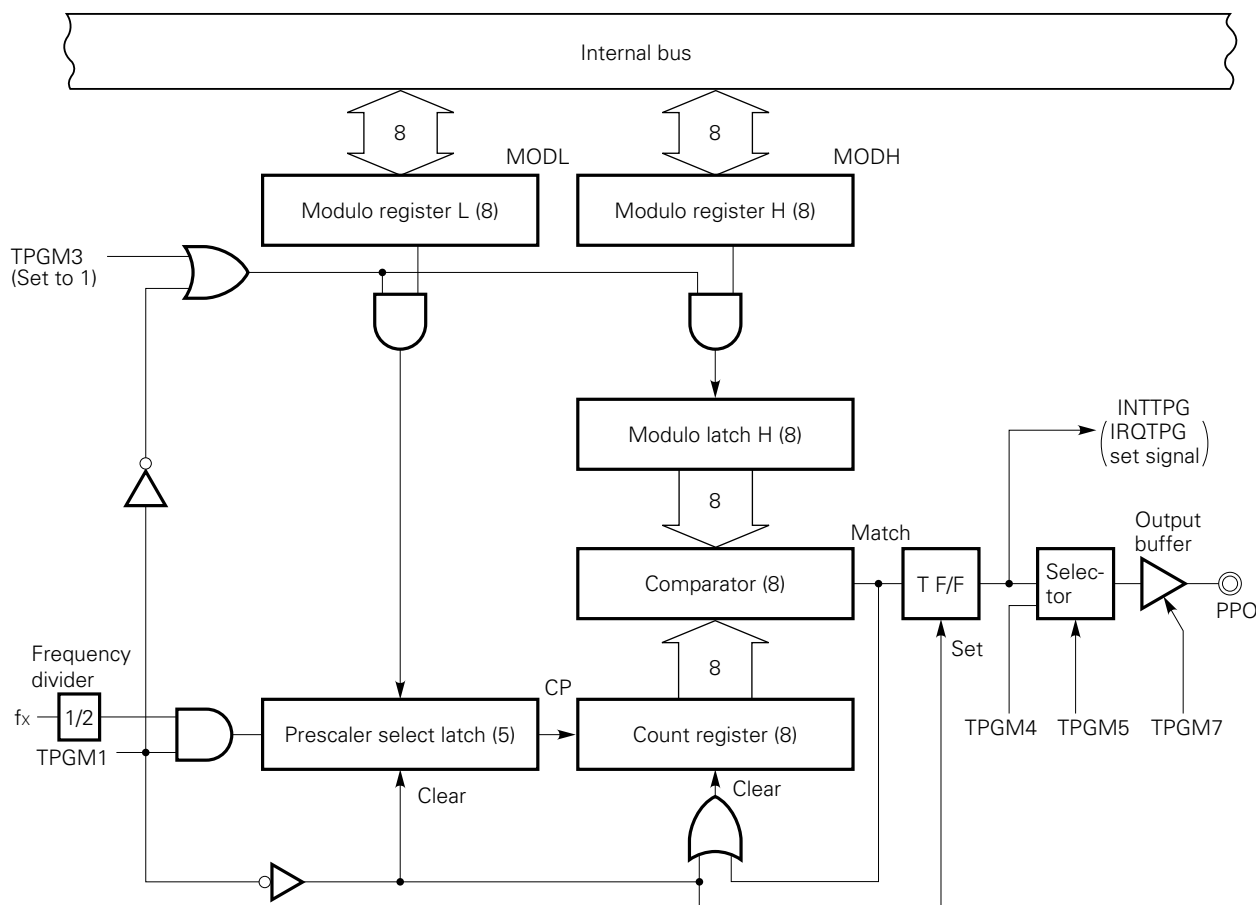 Internal bus
8
8
MODL
MODH
Modulo register L (8)
Modulo register H (8)
TPGM3
(Set to 1)
Modulo latch H (8)
INTTPG
IRQTPG
set signal
8
Match
Output
buffer
Comparator (8)
T F/F
Selec-
tor
PPO
Set
8
Frequency
divider
CP
fX
1/2
Prescaler select latch (5)
Count register (8)
TPGM4
TPGM5
TPGM7
TPGM1
Clear
Clear